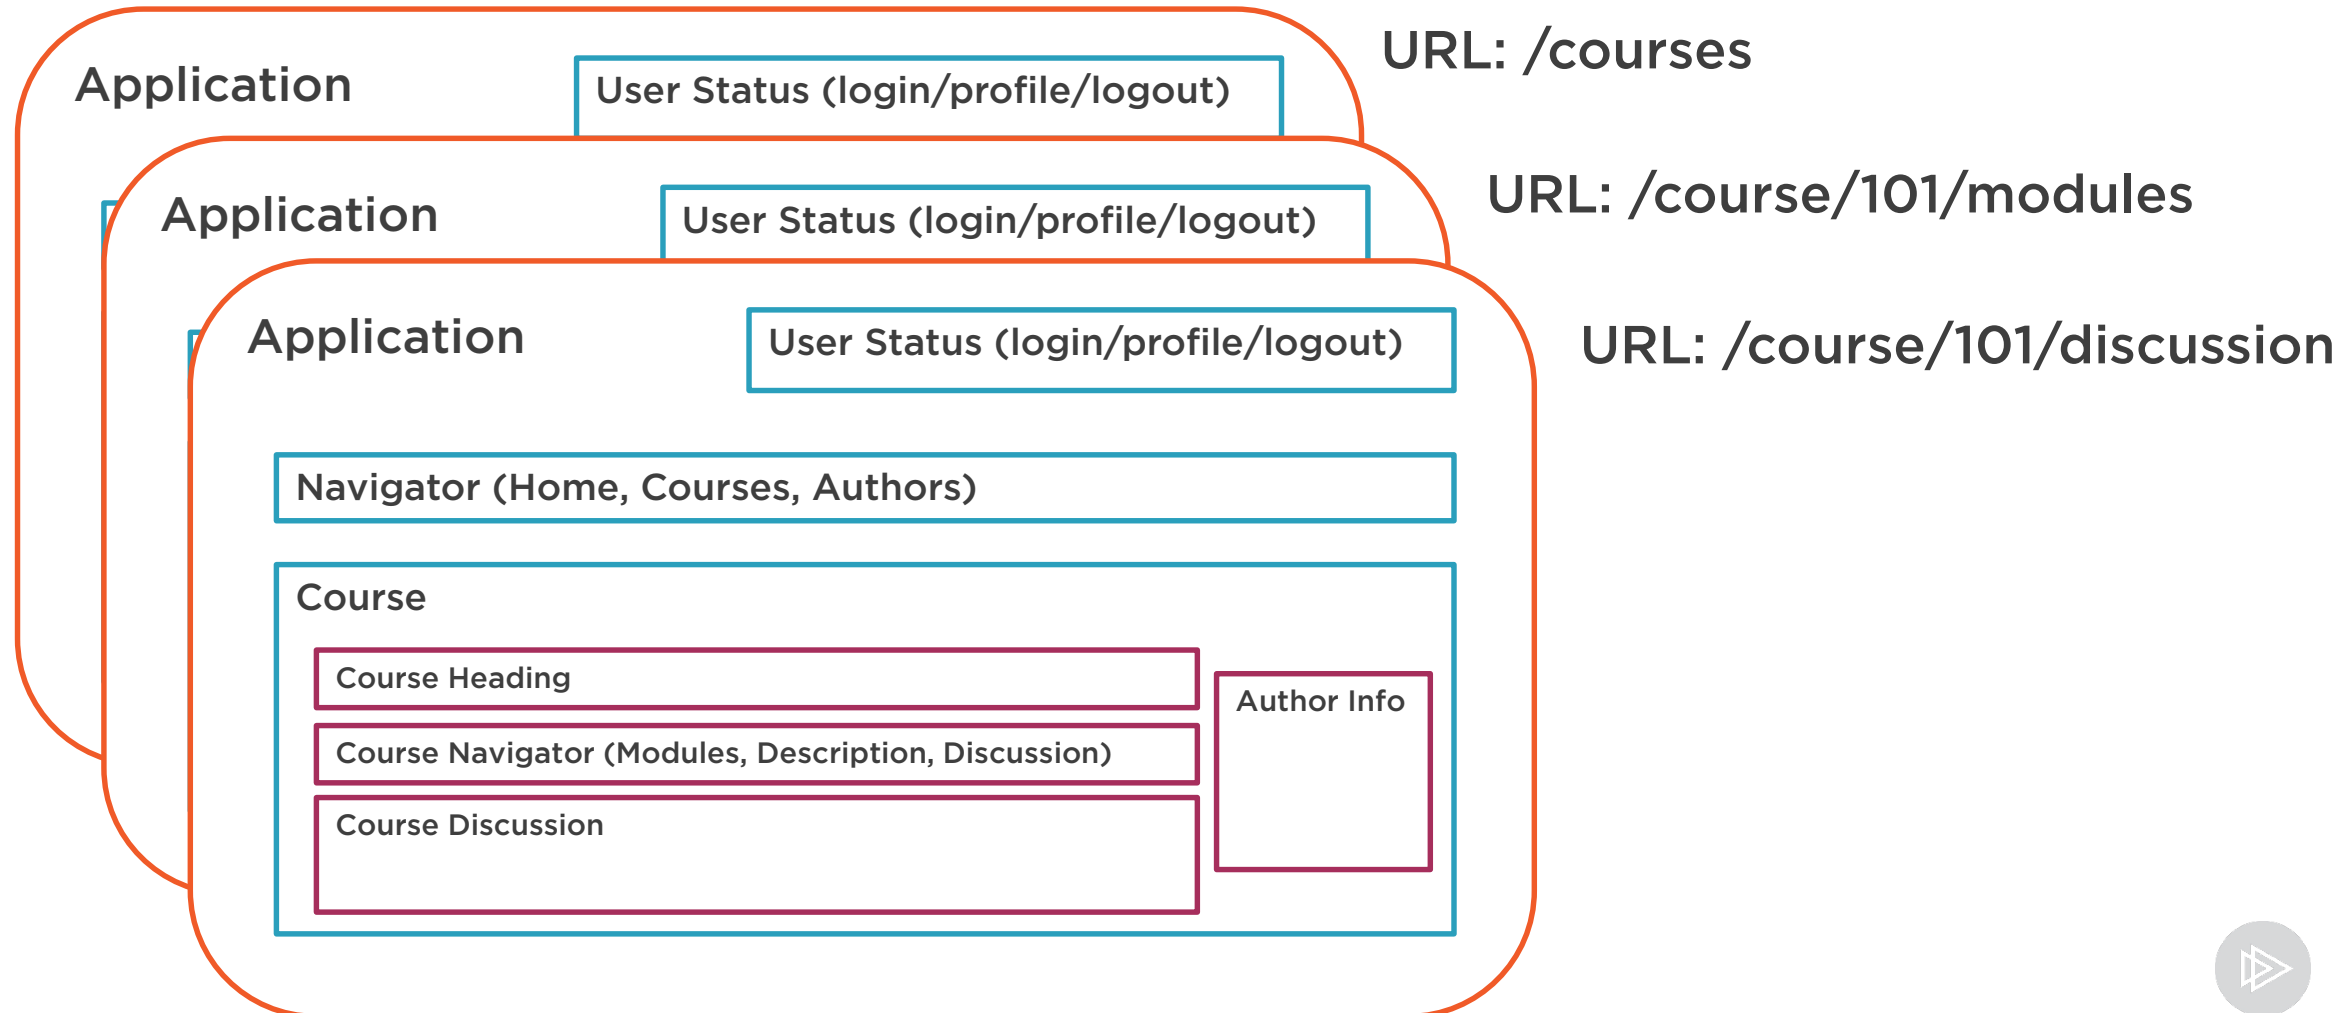 Application
User Status (login/profile/logout)
URL: /courses
Application
User Status (login/profile/logout)
URL: /course/101/modules
Application
User Status (login/profile/logout)
URL: /course/101/discussion
Navigator (Home, Courses, Authors)
Course
Course Heading
Author Info
Course Navigator (Modules, Description, Discussion)
Course Discussion